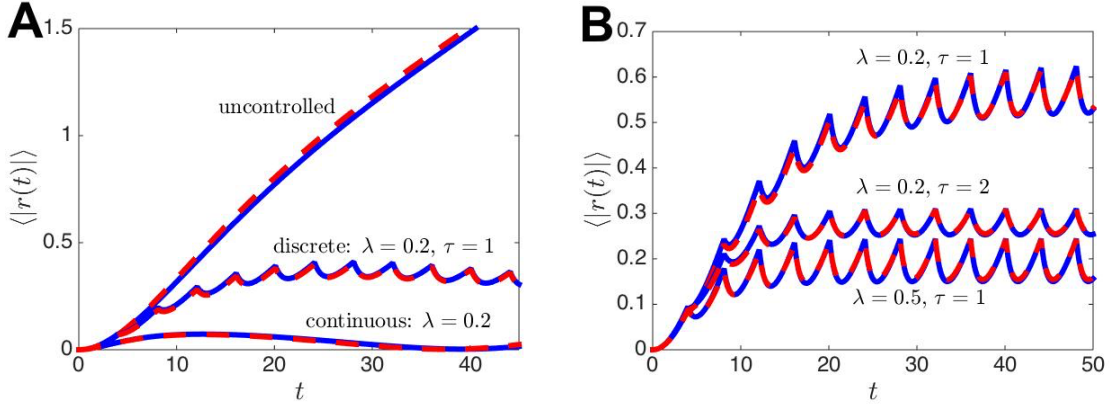 A
1.5
1
0.5
0
0
10
20
30
40
t
⟨|r(t)|⟩
uncontrolled
discrete: λ = 0.2, τ = 1
continuous: λ = 0.2
B
0.7
0.6
0.5
0.4
0.3
0.2
0.1
0
0
10
20
30
40
50
t
⟨|r(t)|⟩
λ = 0.2, τ = 1
λ = 0.2, τ = 2
λ = 0.5, τ = 1